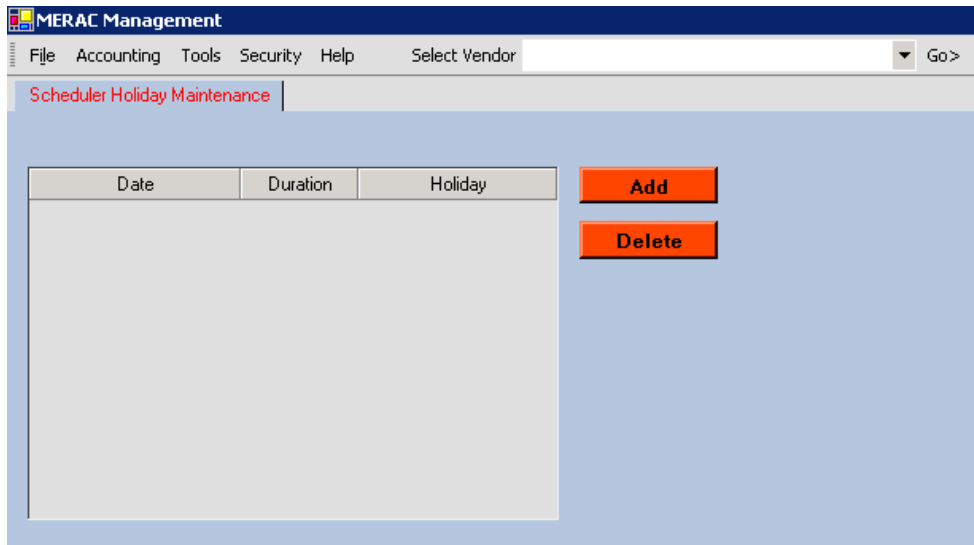 MERAC Management
File Accounting Tools Security Help Select Vendor Go>
Scheduler Holiday Maintenance
Date Duration Holiday Add
Delete